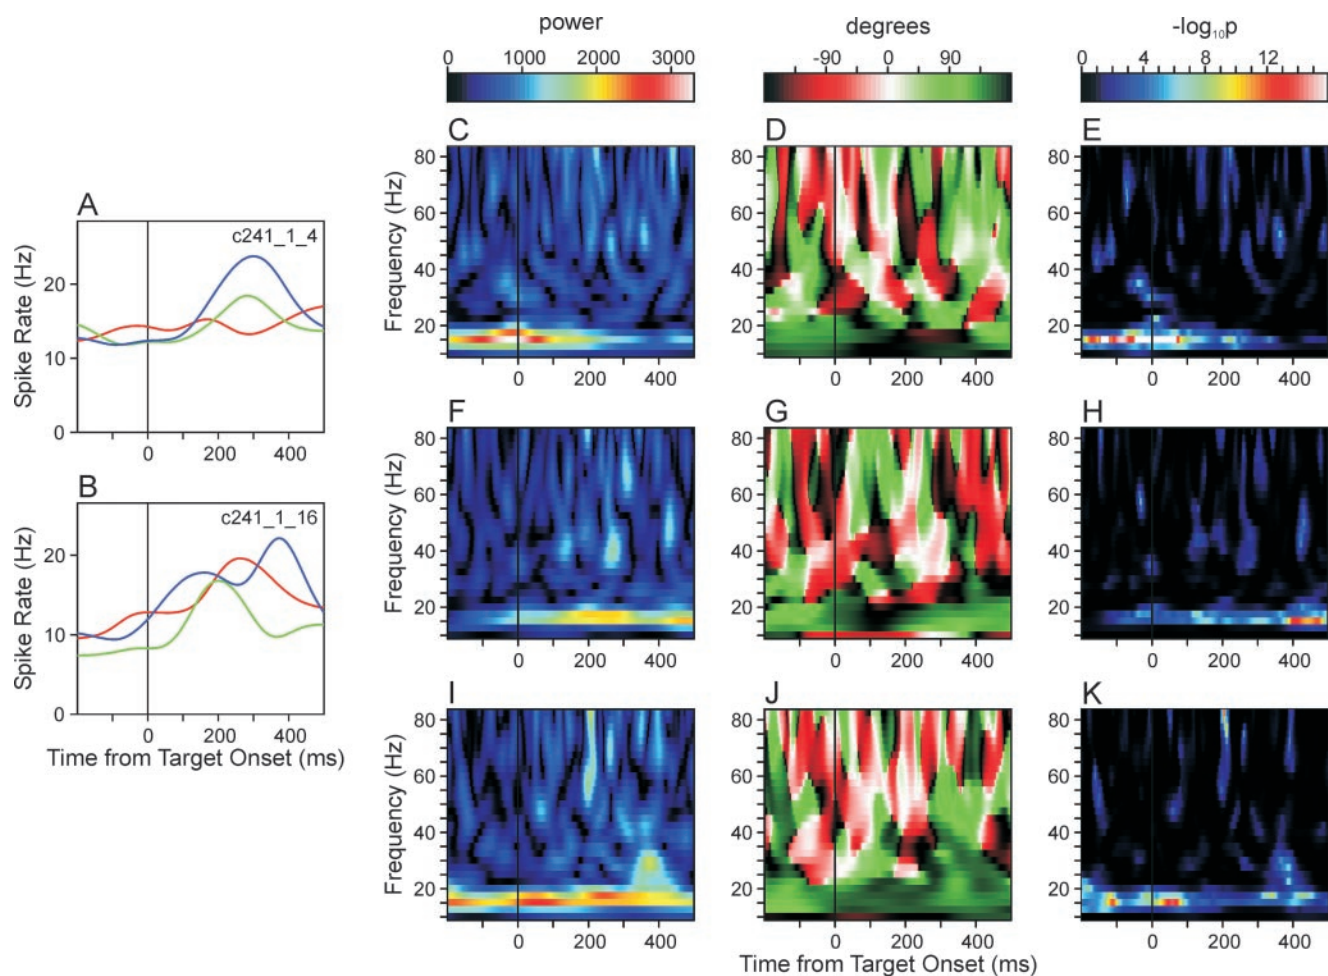 power degrees -log₁₀p
0 1000 2000 3000 -90 0 90 0 4 8 12
C D E
80 80 80
60 60 60
Frequency (Hz)
40 40 40
20 20 20
0 200 400 0 200 400 0 200 400
A
c241_1_4
Spike Rate (Hz)
20
10
0
0 200 400
F G H
80 80 80
60 60 60
Frequency (Hz) Frequency (Hz)
40 40 40
20 20 20
0 200 400 0 200 400 0 200 400
B
c241_1_16
Spike Rate (Hz)
20
10
0
0 200 400
Time from Target Onset (ms)
I J K
80 80 80
60 60 60
Frequency (Hz) Frequency (Hz)
40 40 40
20 20 20
0 200 400 0 200 400 0 200 400
Time from Target Onset (ms)